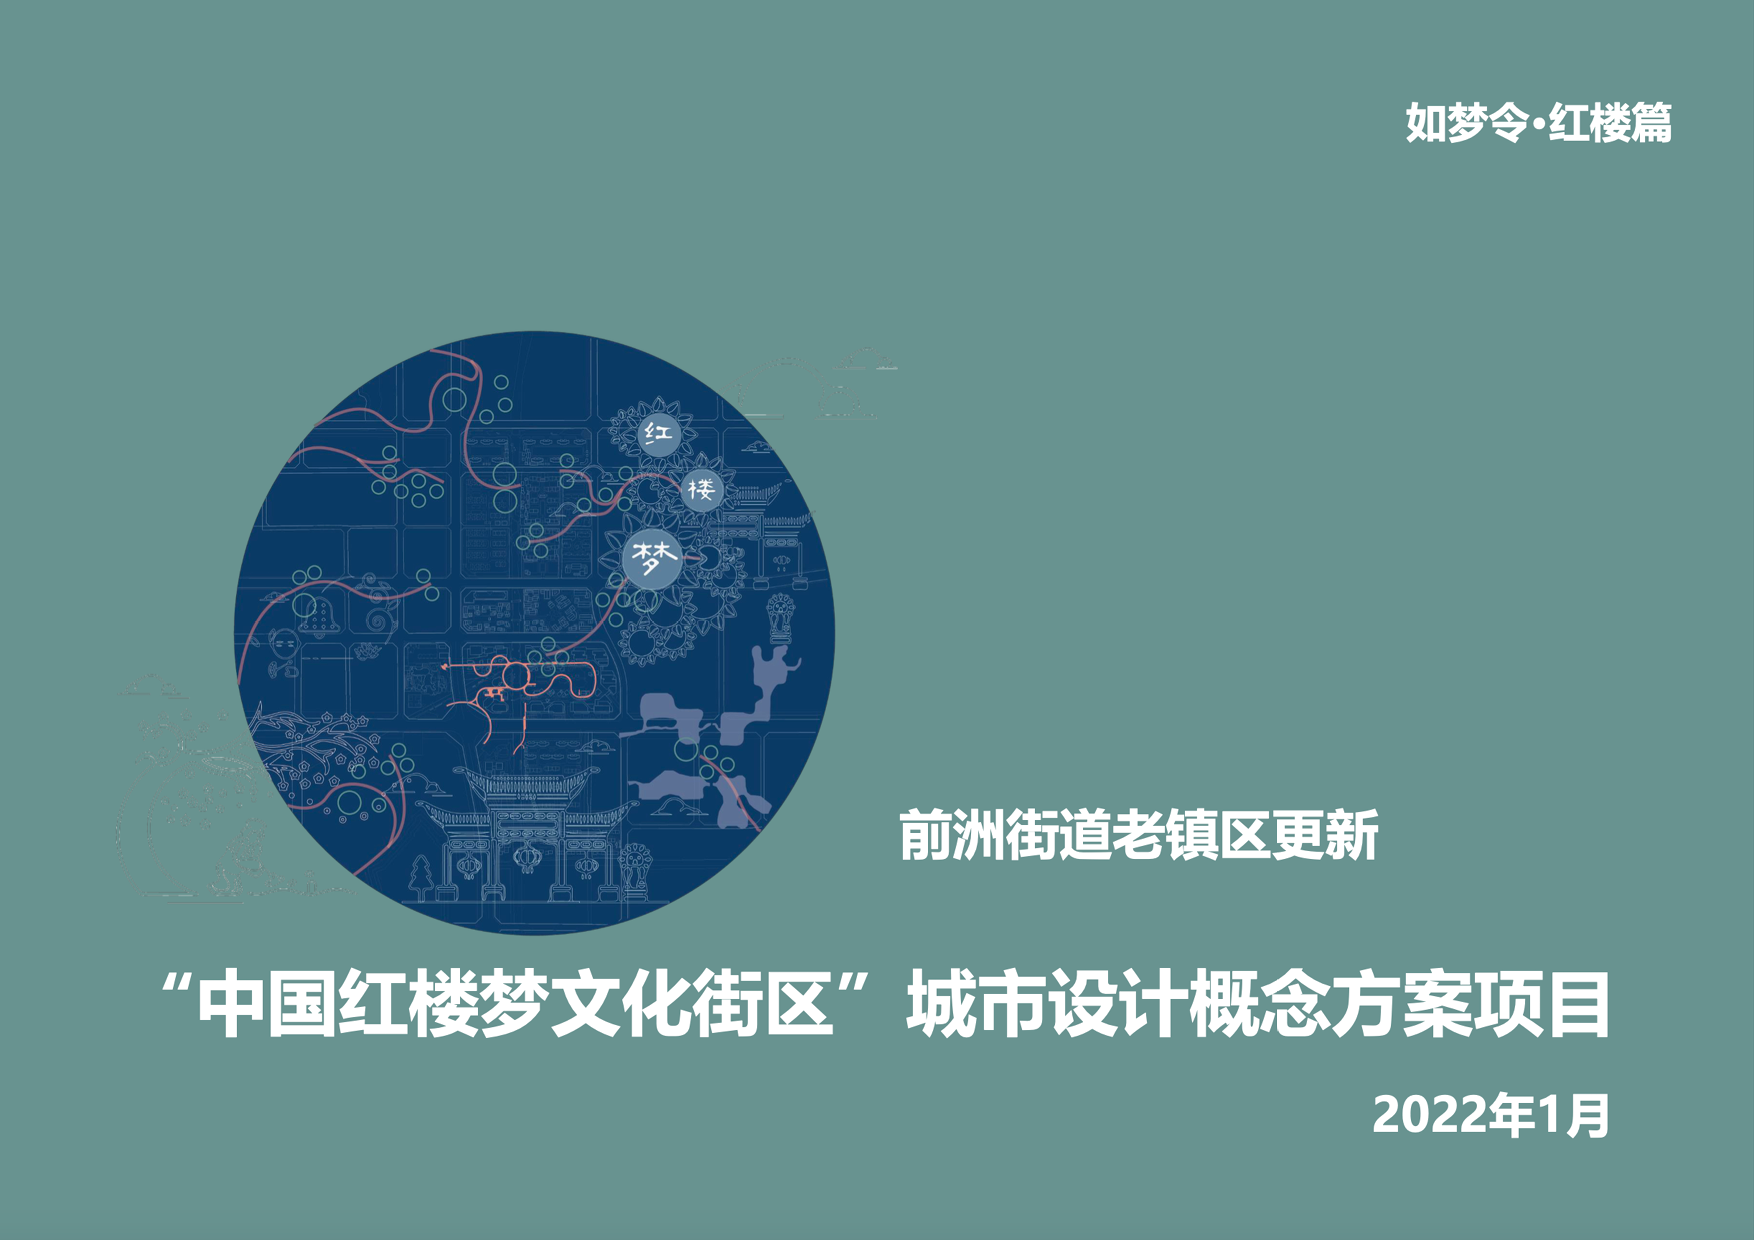 如梦令·红楼篇
红
楼
梦
前洲街道老镇区更新
“中国红楼梦文化街区”城市设计概念方案项目
2022年1月